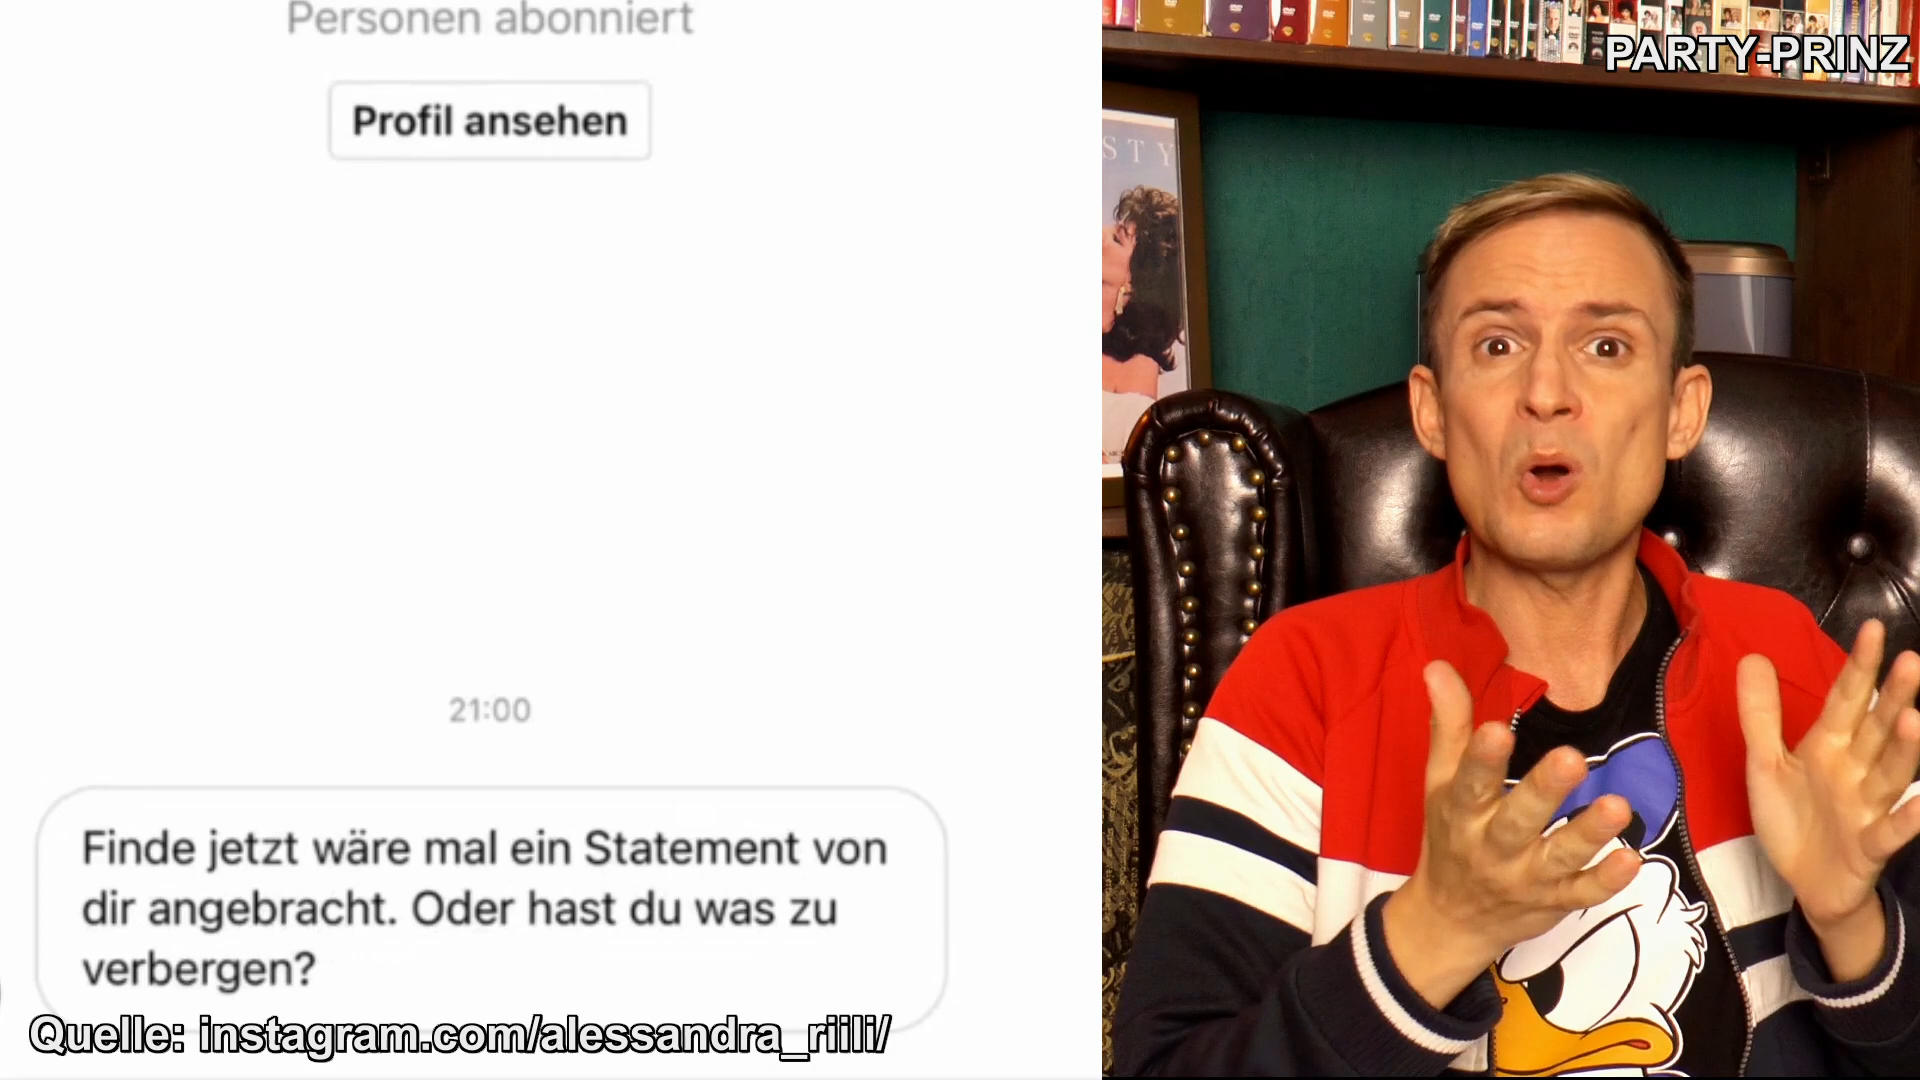 Personen abonniert
Profil ansehen
21:00
Finde jetzt wäre mal ein Statement von
dir angebracht. Oder hast du was zu
verbergen?
Quelle: instagram.com/alessandra_riili/
PARTY-PRINZ
STY